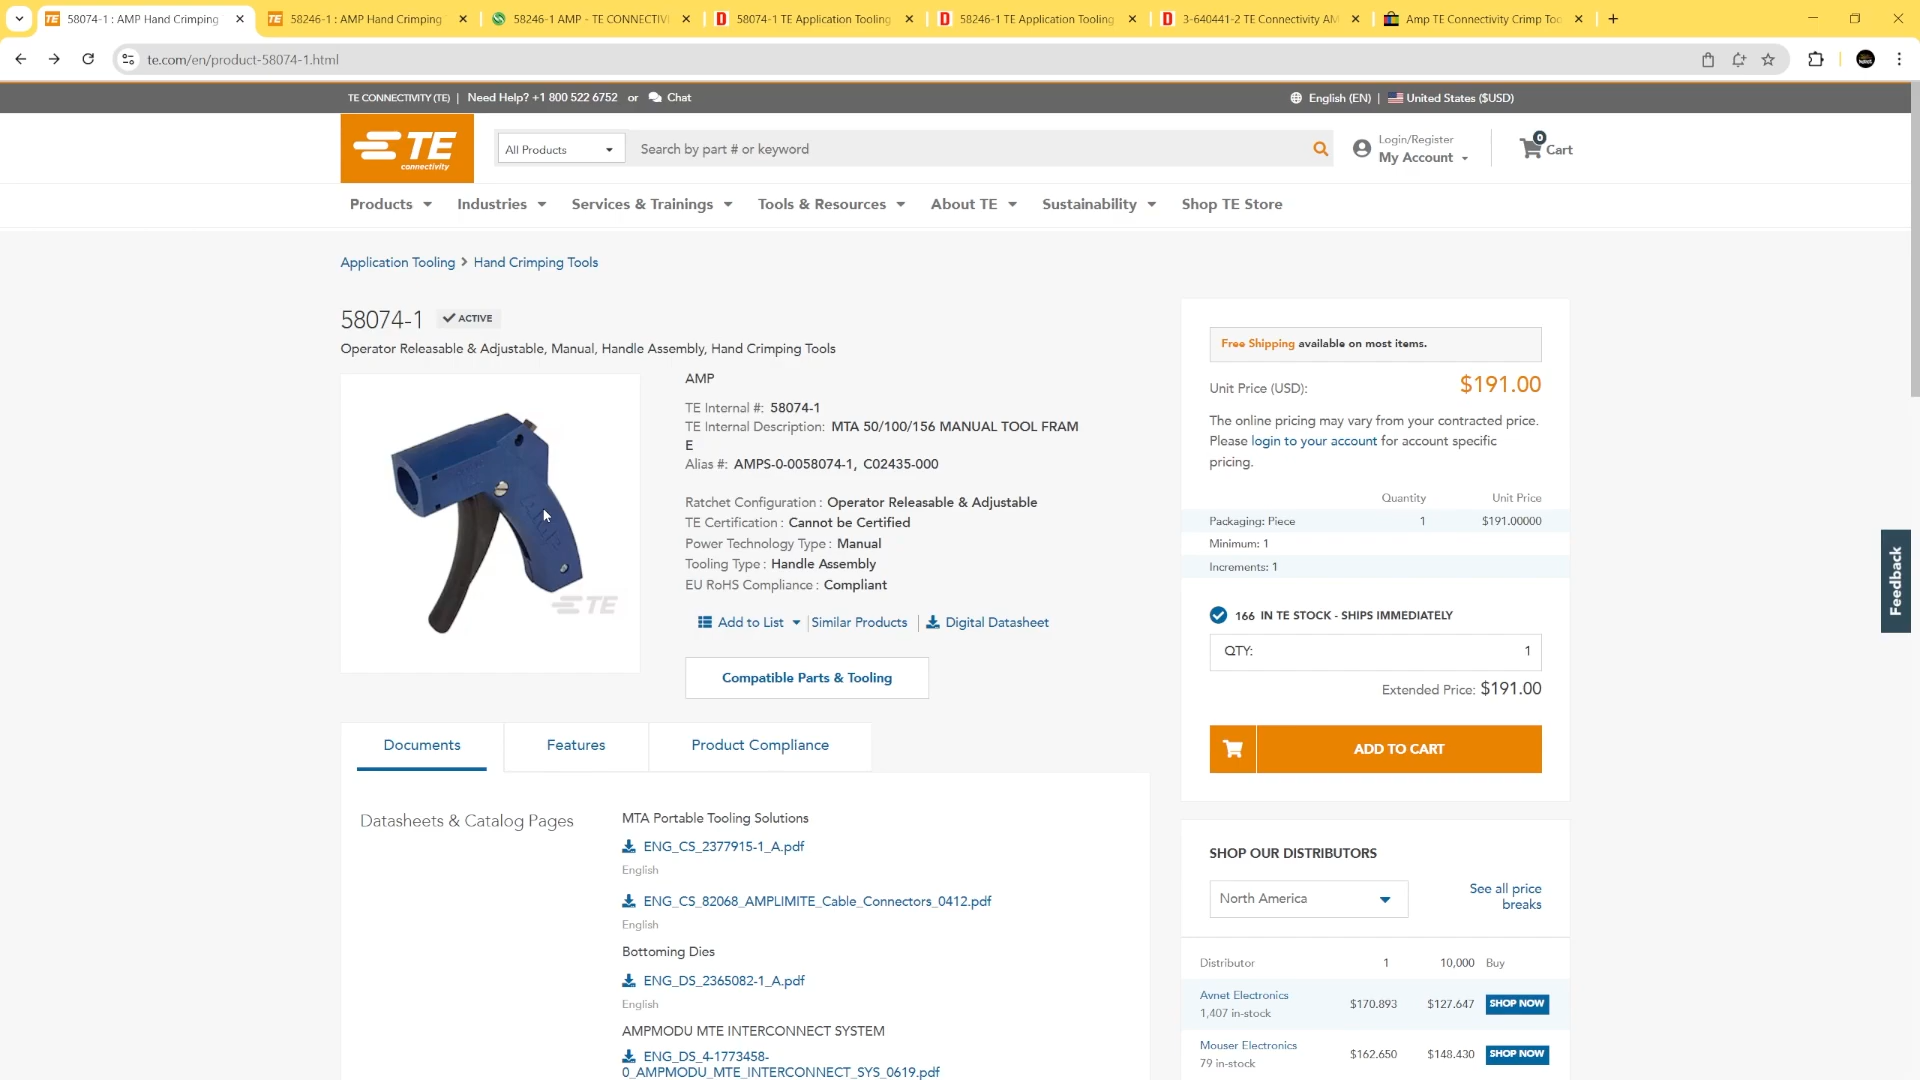 58074-1 : AMP Hand Crimping
58246-1 : AMP Hand Crimping
58246-1 AMP - TE CONNECTIVI
58074-1 TE Application Tooling
58246-1 TE Application Tooling
3-640441-2 TE Connectivity AM
Amp TE Connectivity Crimp Too
te.com/en/product-58074-1.html
TE CONNECTIVITY (TE) | Need Help? +1 800 522 6752 or Chat
English (EN) | United States ($USD)
TE
connectivity
All Products
Search by part # or keyword
Login/Register
My Account
0
Cart
Products
Industries
Services & Trainings
Tools & Resources
About TE
Sustainability
Shop TE Store
Application Tooling > Hand Crimping Tools
58074-1
ACTIVE
Operator Releasable & Adjustable, Manual, Handle Assembly, Hand Crimping Tools
AMP
TE
AMP
TE Internal #: 58074-1
TE Internal Description: MTA 50/100/156 MANUAL TOOL FRAM
E
Alias #: AMPS-0-0058074-1, C02435-000
Ratchet Configuration : Operator Releasable & Adjustable
TE Certification : Cannot be Certified
Power Technology Type : Manual
Tooling Type : Handle Assembly
EU RoHS Compliance : Compliant
Add to List
Similar Products
Digital Datasheet
Compatible Parts & Tooling
Documents
Features
Product Compliance
Datasheets & Catalog Pages
MTA Portable Tooling Solutions
ENG_CS_2377915-1_A.pdf
English
ENG_CS_82068_AMPLIMITE_Cable_Connectors_0412.pdf
English
Bottoming Dies
ENG_DS_2365082-1_A.pdf
English
AMPMODU MTE INTERCONNECT SYSTEM
ENG_DS_4-1773458-
0_AMPMODU_MTE_INTERCONNECT_SYS_0619.pdf
Free Shipping available on most items.
Unit Price (USD):
$191.00
The online pricing may vary from your contracted price.
Please login to your account for account specific
pricing.
Quantity
Unit Price
Packaging: Piece
1
$191.00000
Minimum: 1
Increments: 1
166 IN TE STOCK - SHIPS IMMEDIATELY
QTY:
1
Extended Price: $191.00
ADD TO CART
SHOP OUR DISTRIBUTORS
North America
See all price
breaks
Distributor
1
10,000
Buy
Avnet Electronics
1,407 in-stock
$170.893
$127.647
SHOP NOW
Mouser Electronics
79 in-stock
$162.650
$148.430
SHOP NOW
Feedback